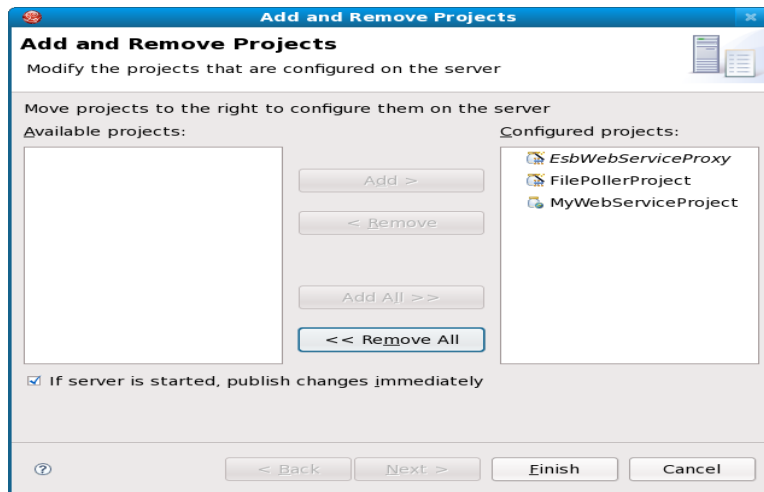 Add and Remove Projects
Add and Remove Projects
Modify the projects that are configured on the server
Move projects to the right to configure them on the server
Available projects:
Configured projects:
EsbWebServiceProxy
FilePollerProject
MyWebServiceProject
Add >
< Remove
Add All >>
<< Remove All
If server is started, publish changes immediately
?
< Back
Next >
Finish
Cancel